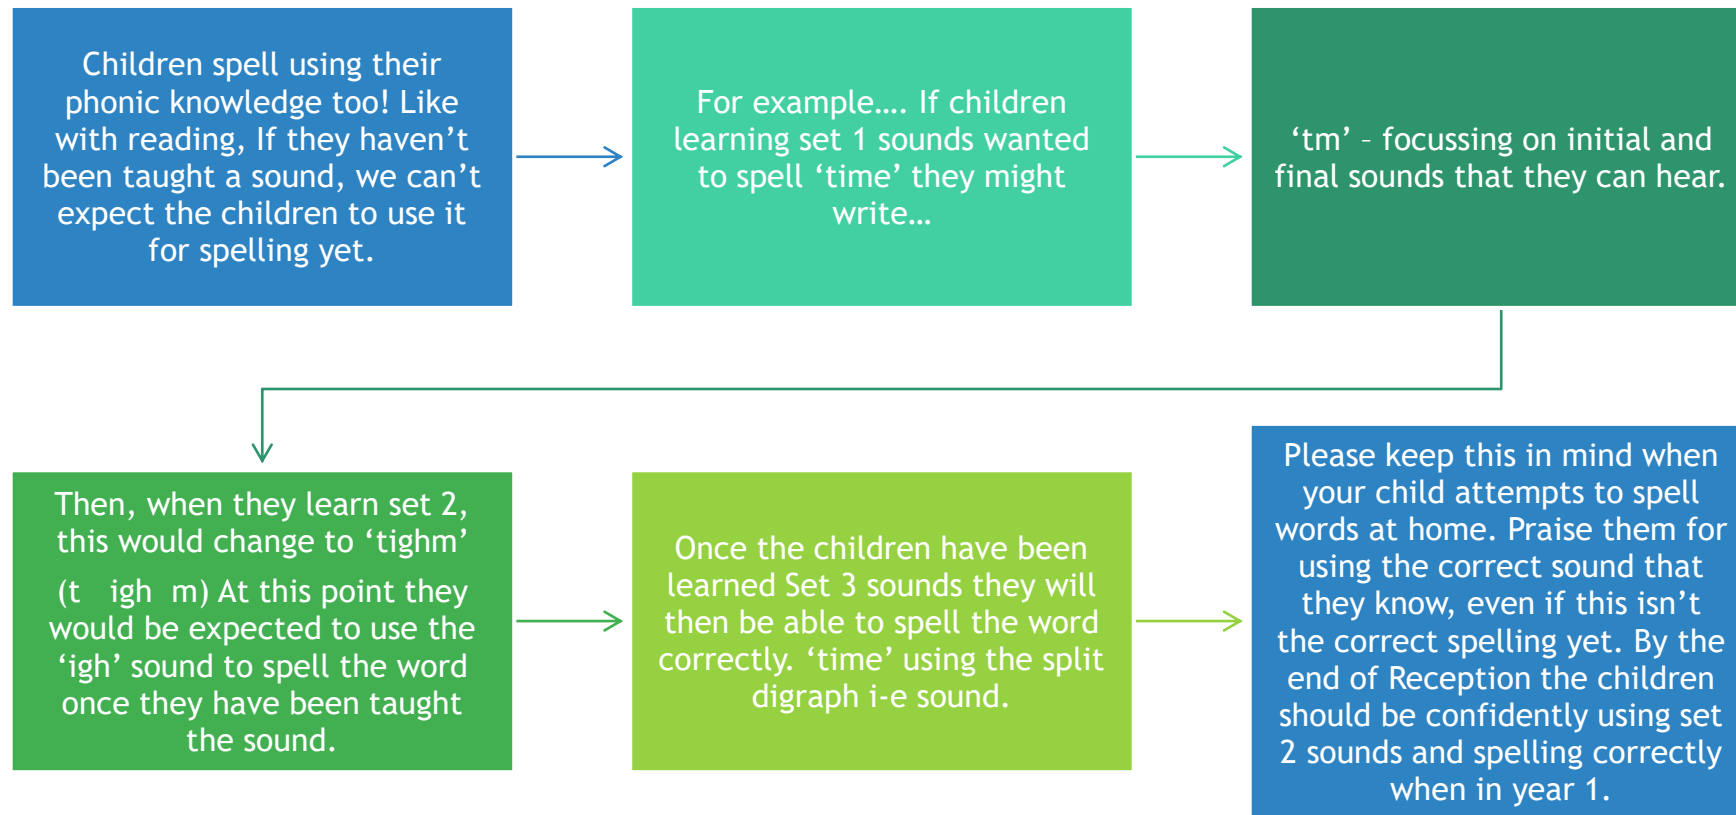 Children spell using their
phonic knowledge too! Like
with reading, If they haven’t
been taught a sound, we can’t
expect the children to use it
for spelling yet.
For example…. If children
learning set 1 sounds wanted
to spell ‘time’ they might
write…
‘tm’ – focussing on initial and
final sounds that they can hear.
Then, when they learn set 2,
this would change to ‘tighm’
(t igh m) At this point they
would be expected to use the
‘igh’ sound to spell the word
once they have been taught
the sound.
Once the children have been
learned Set 3 sounds they will
then be able to spell the word
correctly. ‘time’ using the split
digraph i-e sound.
Please keep this in mind when
your child attempts to spell
words at home. Praise them for
using the correct sound that
they know, even if this isn’t
the correct spelling yet. By the
end of Reception the children
should be confidently using set
2 sounds and spelling correctly
when in year 1.